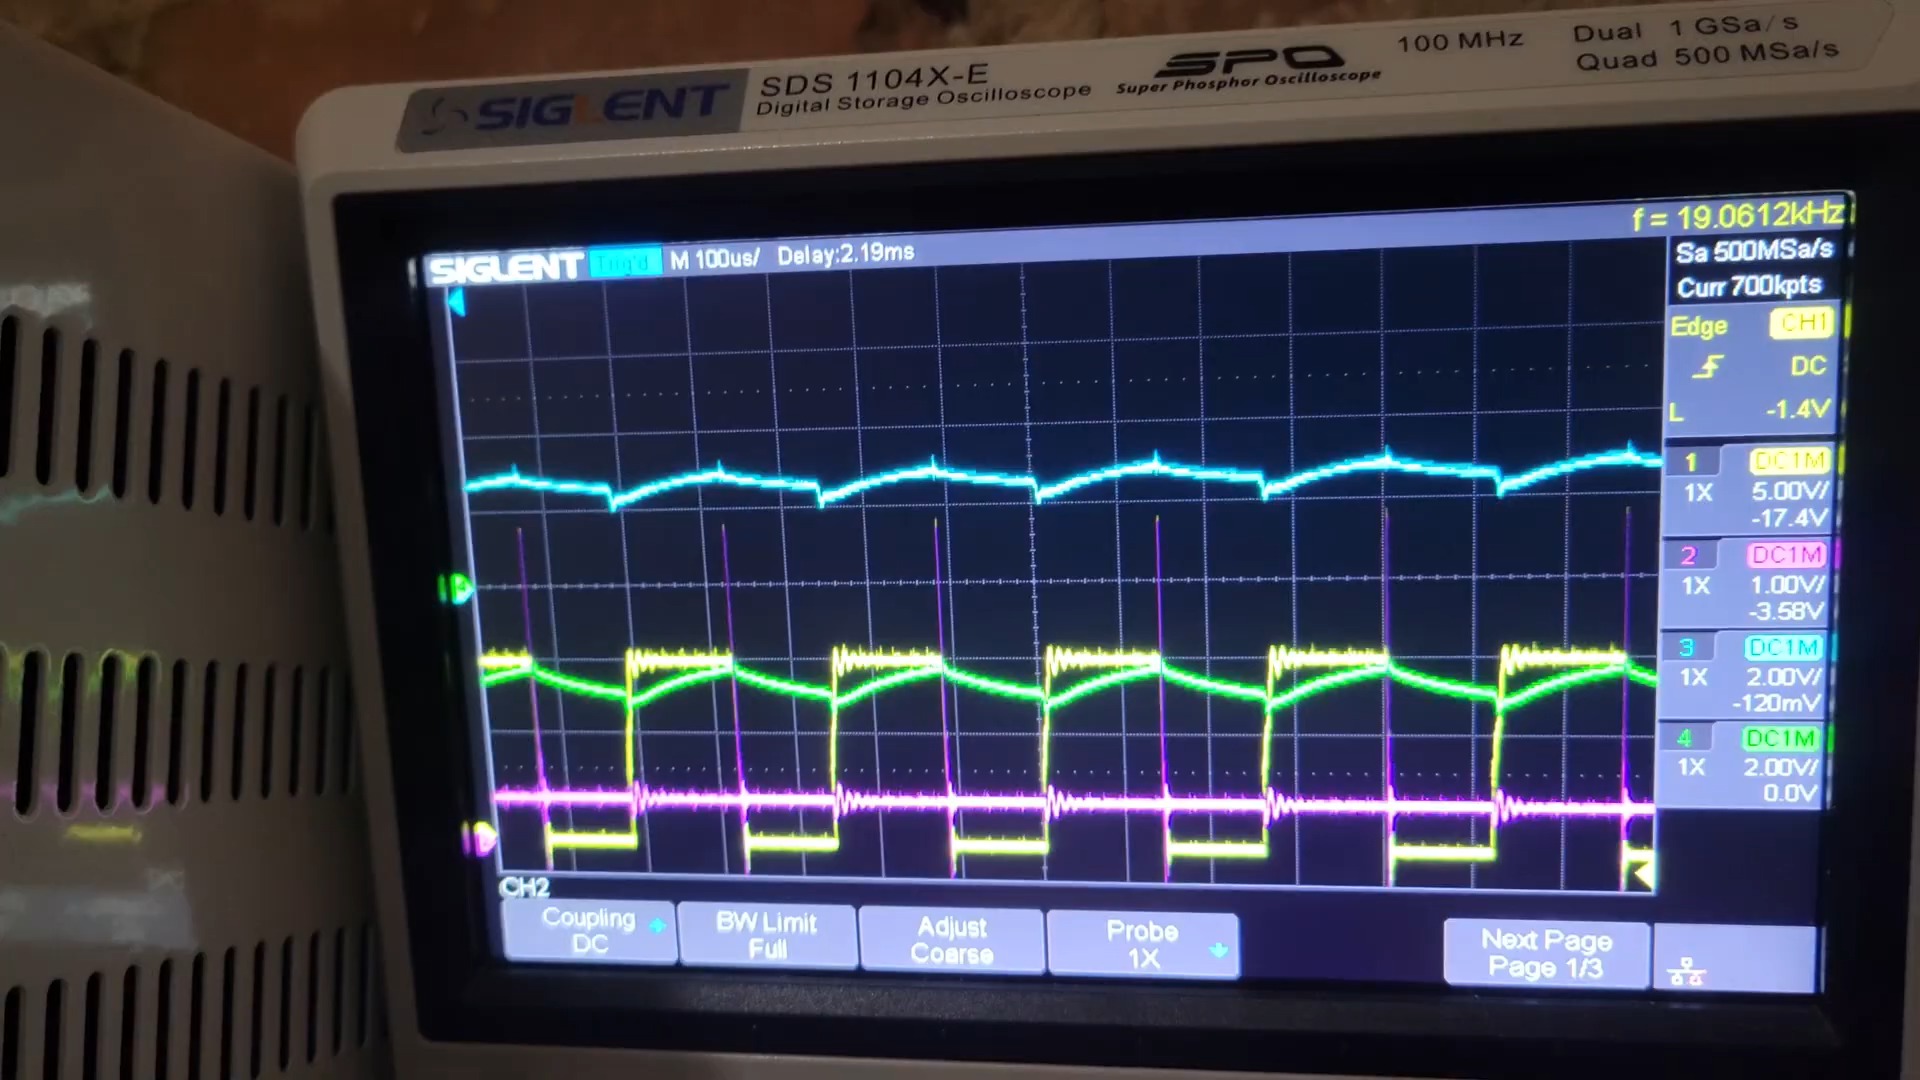 SIGLENT SDS 1104X-E SPO 100 MHz Dual 1 GSa/s
Digital Storage Oscilloscope Super Phosphor Oscilloscope Quad 500 MSa/s
f = 19.0612kHz
SIGLENT Trig'd M 100us/ Delay:2.19ms
Sa 500MSa/s
Curr 700kpts
Edge CH1
DC
L -1.4V
1 DC1M
1X 5.00V/
-17.4V
2 DC1M
1X 1.00V/
-3.58V
3 DC1M
1X 2.00V/
-120mV
4 DC1M
1X 2.00V/
0.0V
CH2
Coupling
DC
BW Limit
Full
Adjust
Coarse
Probe
1X
Next Page
Page 1/3